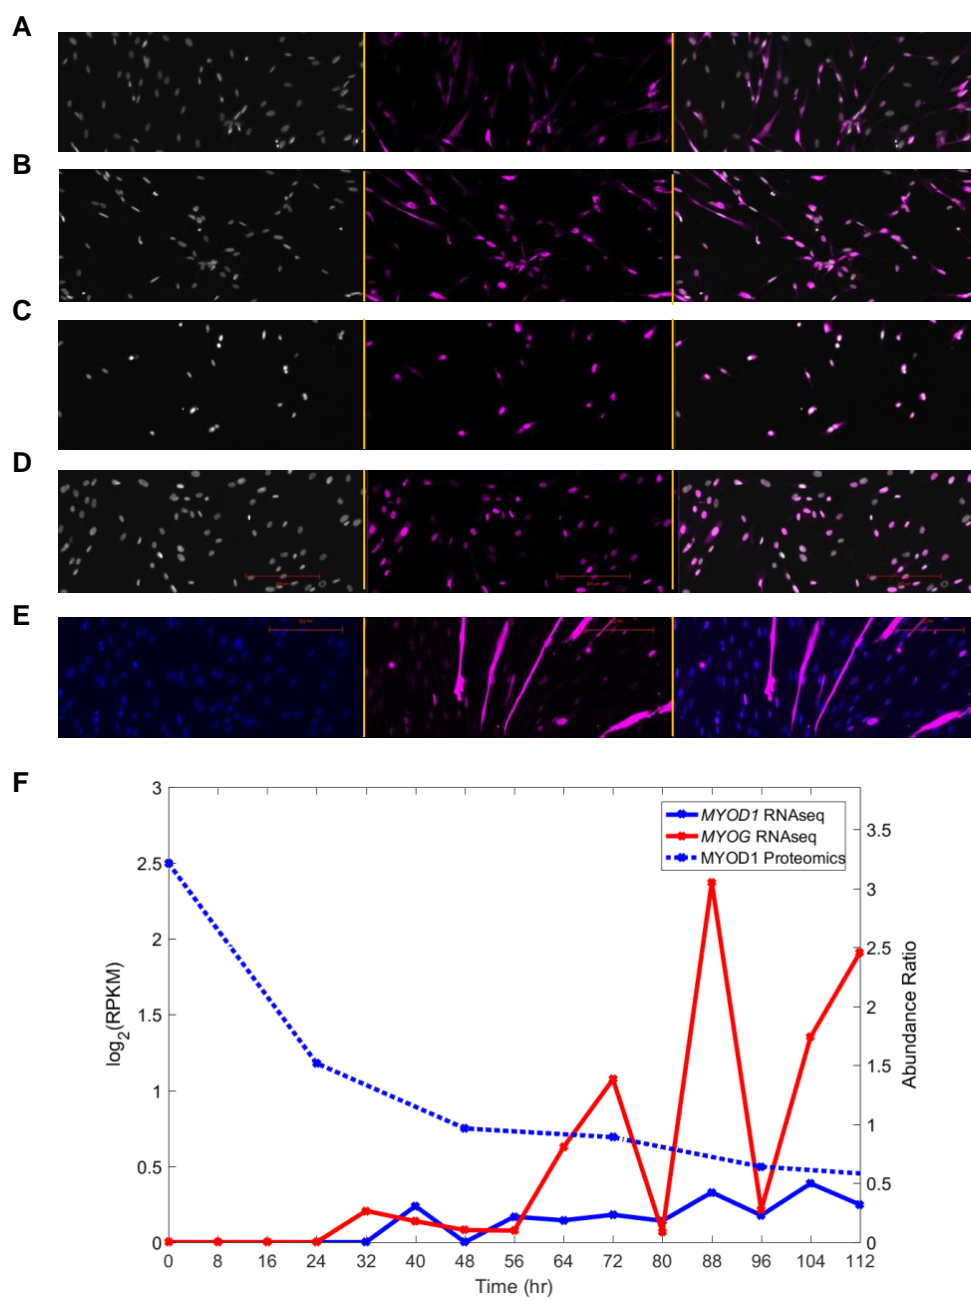 A
B
C
D
E
F
MYOD1 RNAseq
MYOG RNAseq
MYOD1 Proteomics
3
2.5
2
1.5
1
0.5
0
log2(RPKM)
3.5
3
2.5
2
1.5
1
0.5
0
Abundance Ratio
0 8 16 24 32 40 48 56 64 72 80 88 96 104 112
Time (hr)